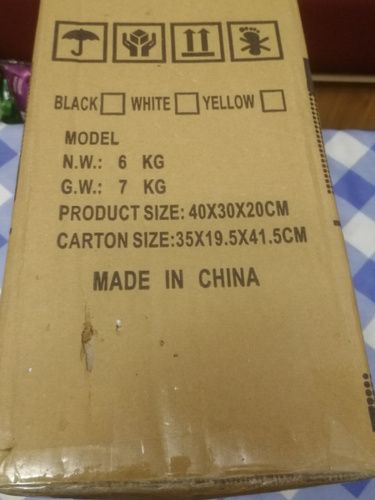 BLACK WHITE YELLOW
MODEL
N.W.: 6 KG
G.W.: 7 KG
PRODUCT SIZE: 40X30X20CM
CARTON SIZE:35X19.5X41.5CM
MADE IN CHINA